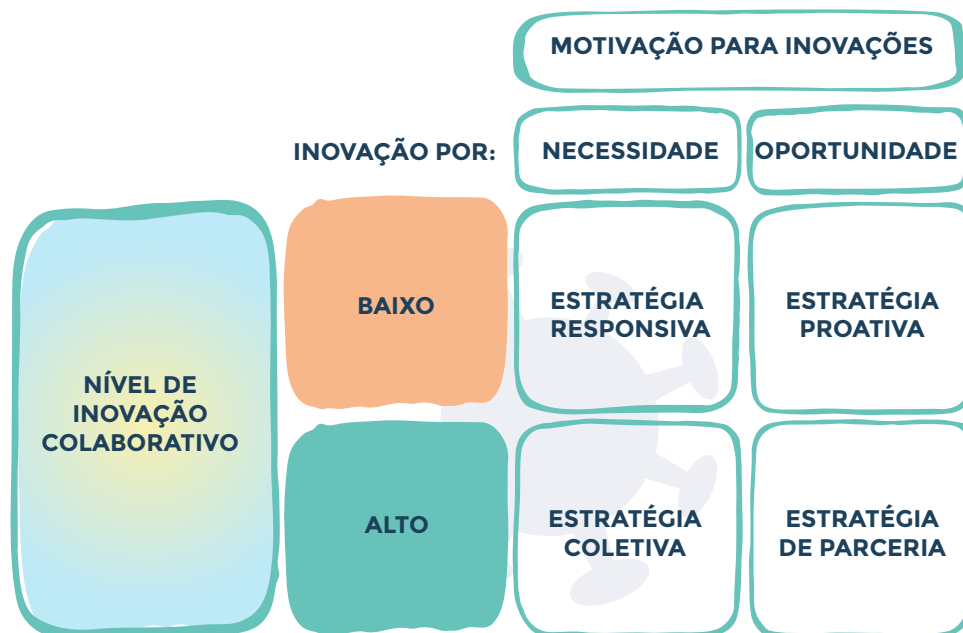 MOTIVAÇÃO PARA INOVAÇÕES
INOVAÇÃO POR:
NECESSIDADE
OPORTUNIDADE
NÍVEL DE
INOVAÇÃO
COLABORATIVO
BAIXO
ESTRATÉGIA
RESPONSIVA
ESTRATÉGIA
PROATIVA
ALTO
ESTRATÉGIA
COLETIVA
ESTRATÉGIA
DE PARCERIA